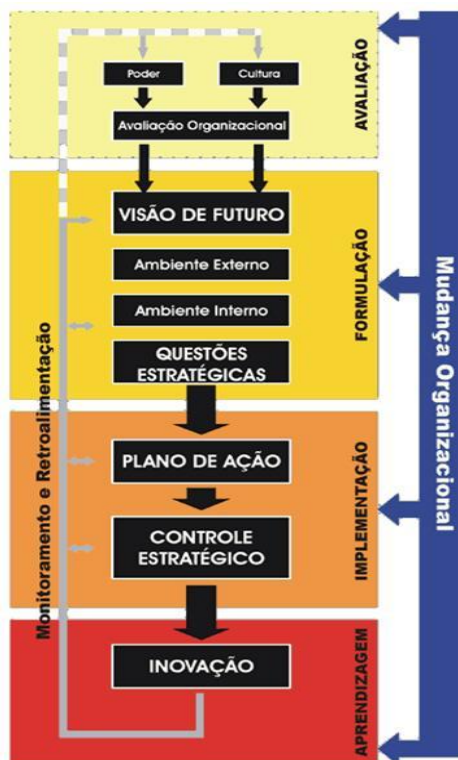 Poder
Cultura
Avaliação Organizacional
AVALIAÇÃO
VISÃO DE FUTURO
Ambiente Externo
Ambiente Interno
QUESTÕES
ESTRATÉGICAS
FORMULAÇÃO
PLANO DE AÇÃO
CONTROLE
ESTRATÉGICO
IMPLEMENTAÇÃO
INOVAÇÃO
APRENDIZAGEM
Monitoramento e Retroalimentação
Mudança Organizacional